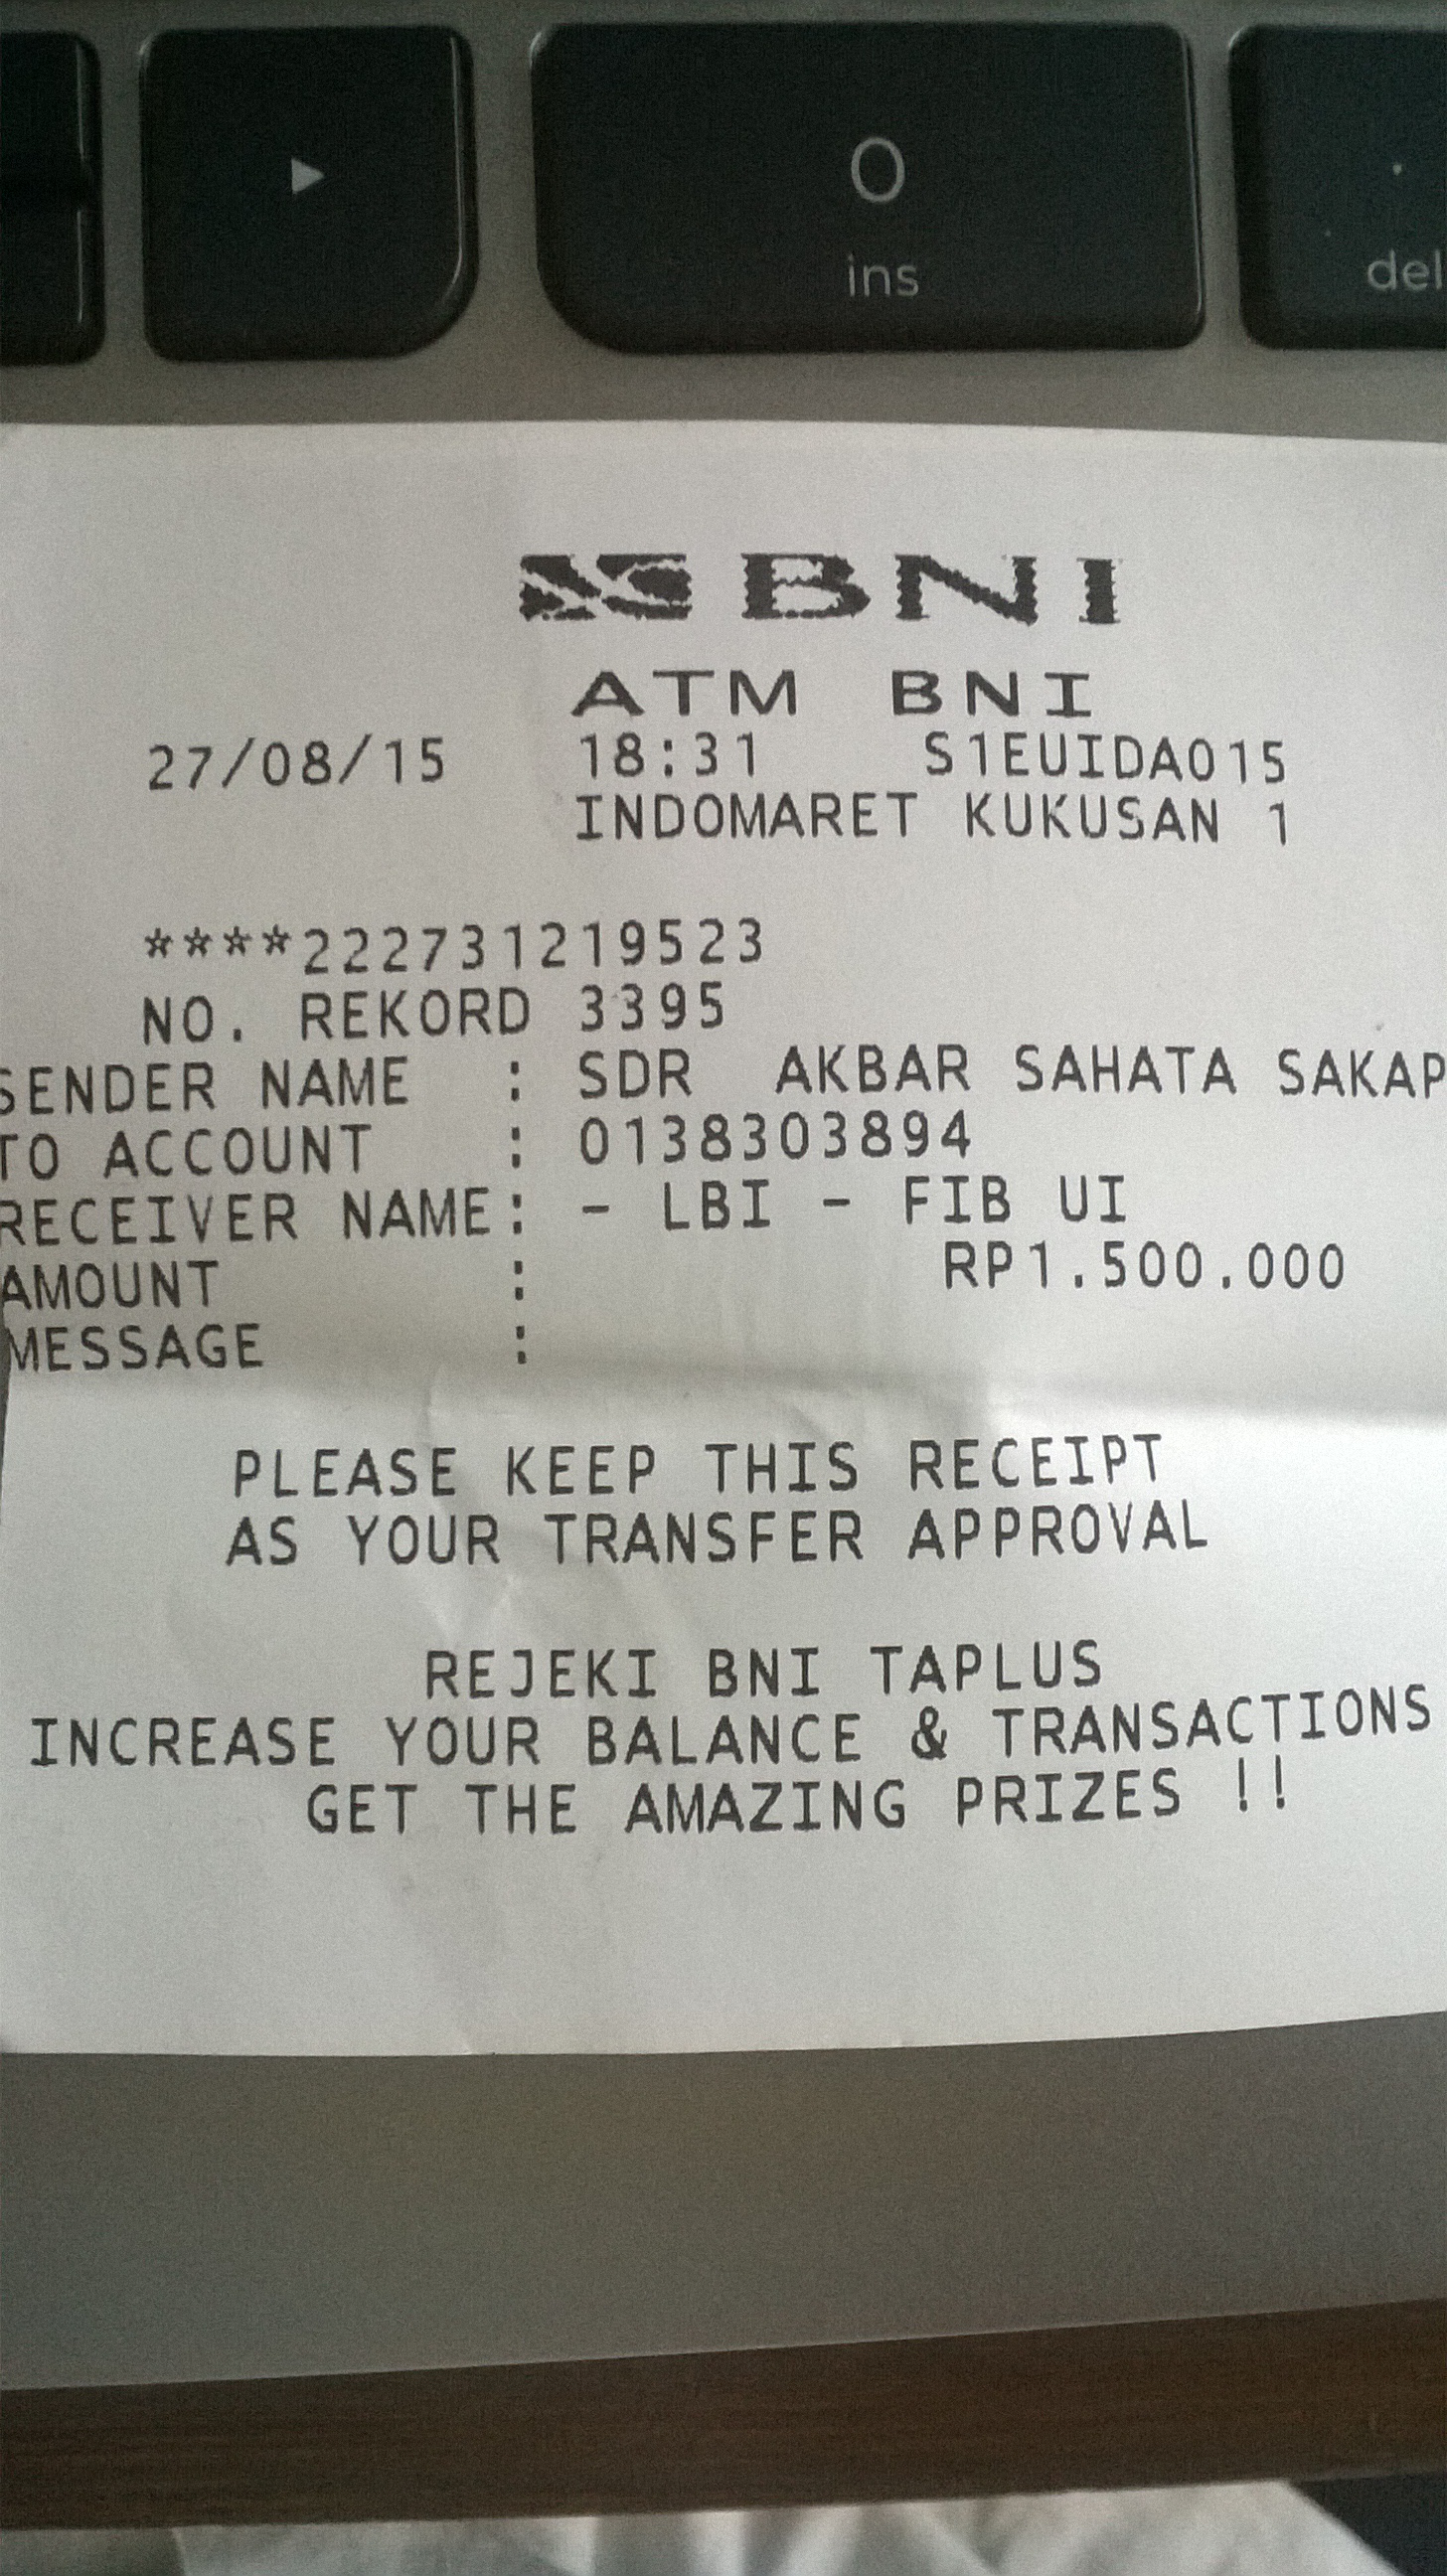 ▶
0
ins
.
del
BNI
ATM BNI
27/08/15 18:31 S1EUIDA015
INDOMARET KUKUSAN 1
****222731219523
NO. REKORD 3395
SENDER NAME : SDR AKBAR SAHATA SAKAP
TO ACCOUNT : 0138303894
RECEIVER NAME: - LBI - FIB UI
AMOUNT : RP1.500.000
MESSAGE :
PLEASE KEEP THIS RECEIPT
AS YOUR TRANSFER APPROVAL
REJEKI BNI TAPLUS
INCREASE YOUR BALANCE & TRANSACTIONS
GET THE AMAZING PRIZES !!